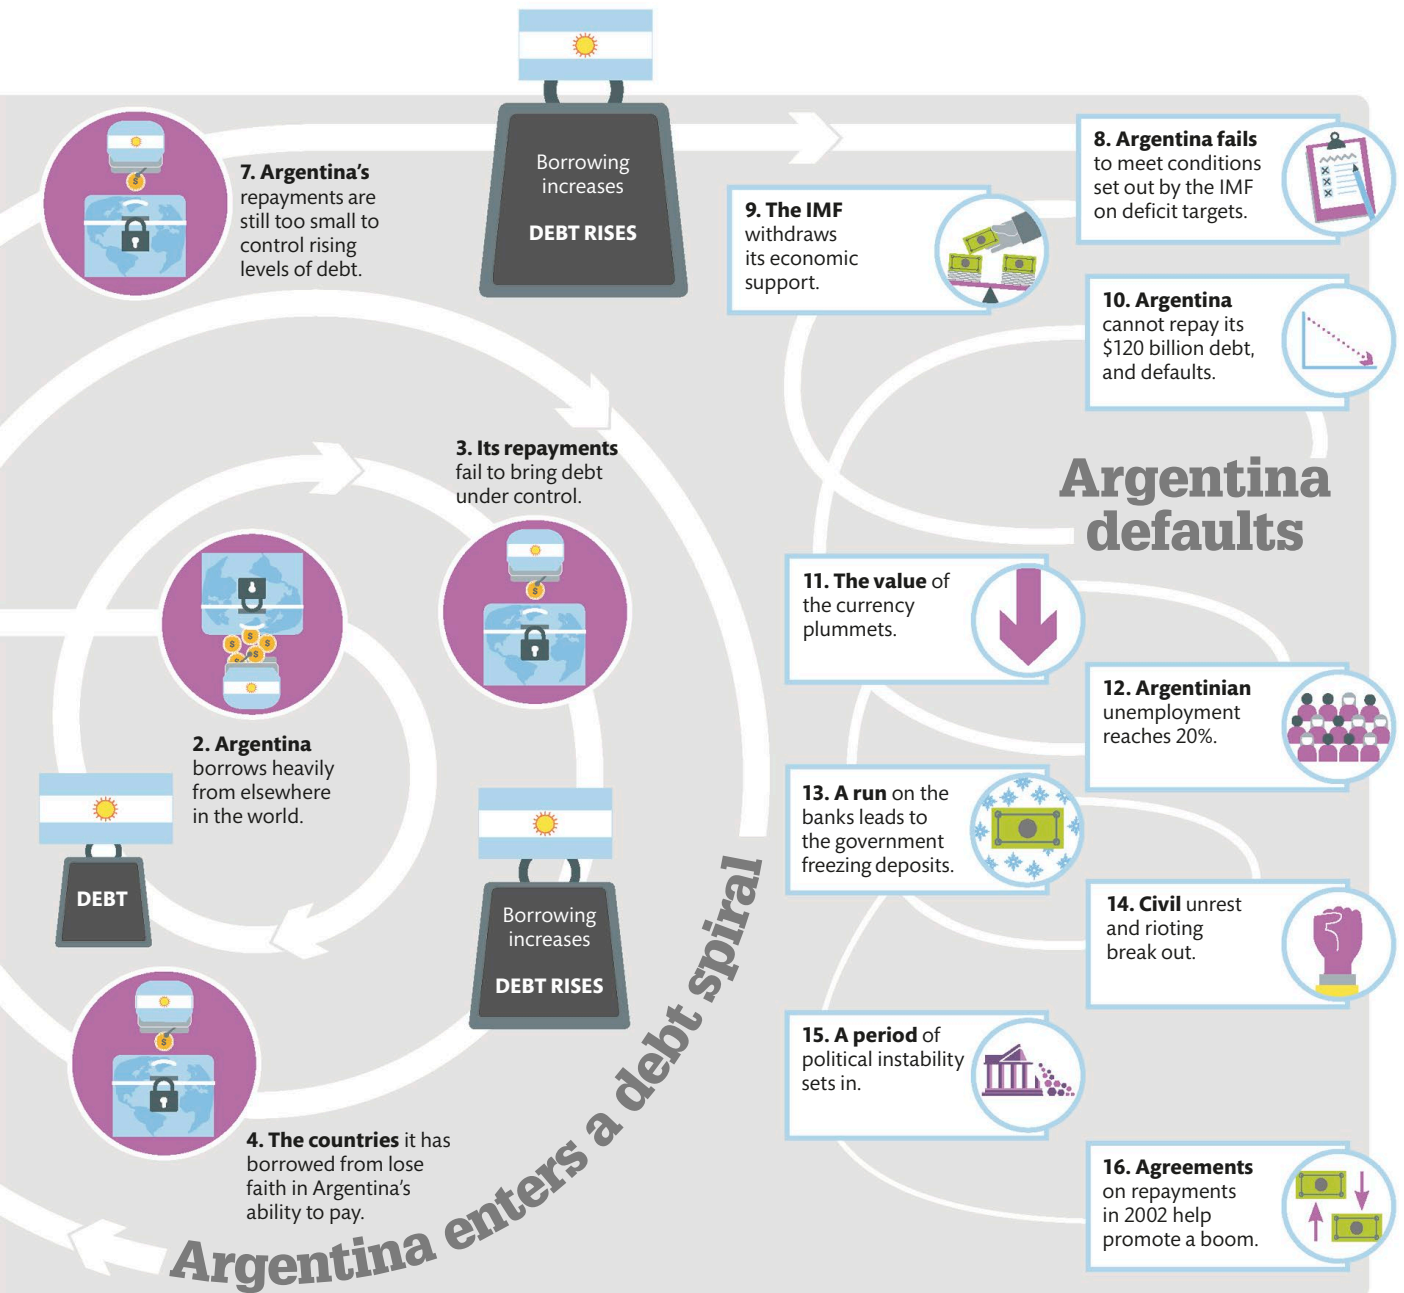 Borrowing
increases
DEBT RISES
7. Argentina's
repayments are
still too small to
control rising
levels of debt.
8. Argentina fails
to meet conditions
set out by the IMF
on deficit targets.
9. The IMF
withdraws
its economic
support.
10. Argentina
cannot repay its
$120 billion debt,
and defaults.
Argentina
defaults
3. Its repayments
fail to bring debt
under control.
2. Argentina
borrows heavily
from elsewhere
in the world.
DEBT
Borrowing
increases
DEBT RISES
4. The countries it has
borrowed from lose
faith in Argentina's
ability to pay.
Argentina enters a debt spiral
11. The value of
the currency
plummets.
12. Argentinian
unemployment
reaches 20%.
13. A run on the
banks leads to
the government
freezing deposits.
14. Civil unrest
and rioting
break out.
15. A period of
political instability
sets in.
16. Agreements
on repayments
in 2002 help
promote a boom.